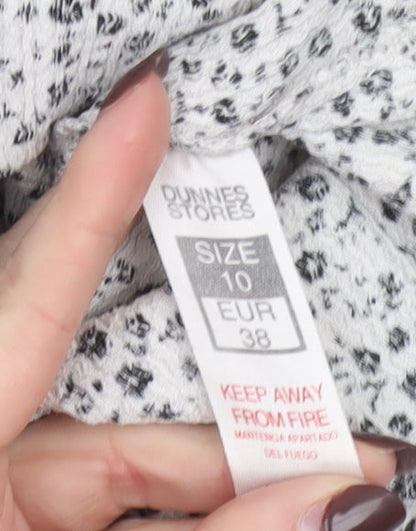 DUNNES
STORES
SIZE
10
EUR
38
KEEP AWAY
FROM FIRE
MANTENGA APARTADO
DEL FUEGO